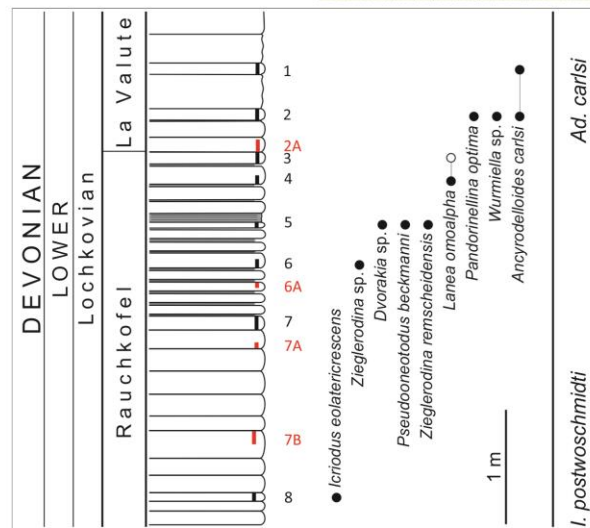 DEVONIAN
LOWER
Lochkovian
La Valute
Rauchkofel
1
2
2A
3
4
5
6
6A
7
7A
7B
8
Icriodus eolatericrescens
Zieglerodina sp.
Dvorakia sp.
Pseudooneotodus beckmanni
Zieglerodina remscheidensis
Lanea omoalpha
Pandorinellina optima
Wurmiella sp.
Ancyrodelloides carlsi
1 m
Ad. carlsi
I. postwoschmidti